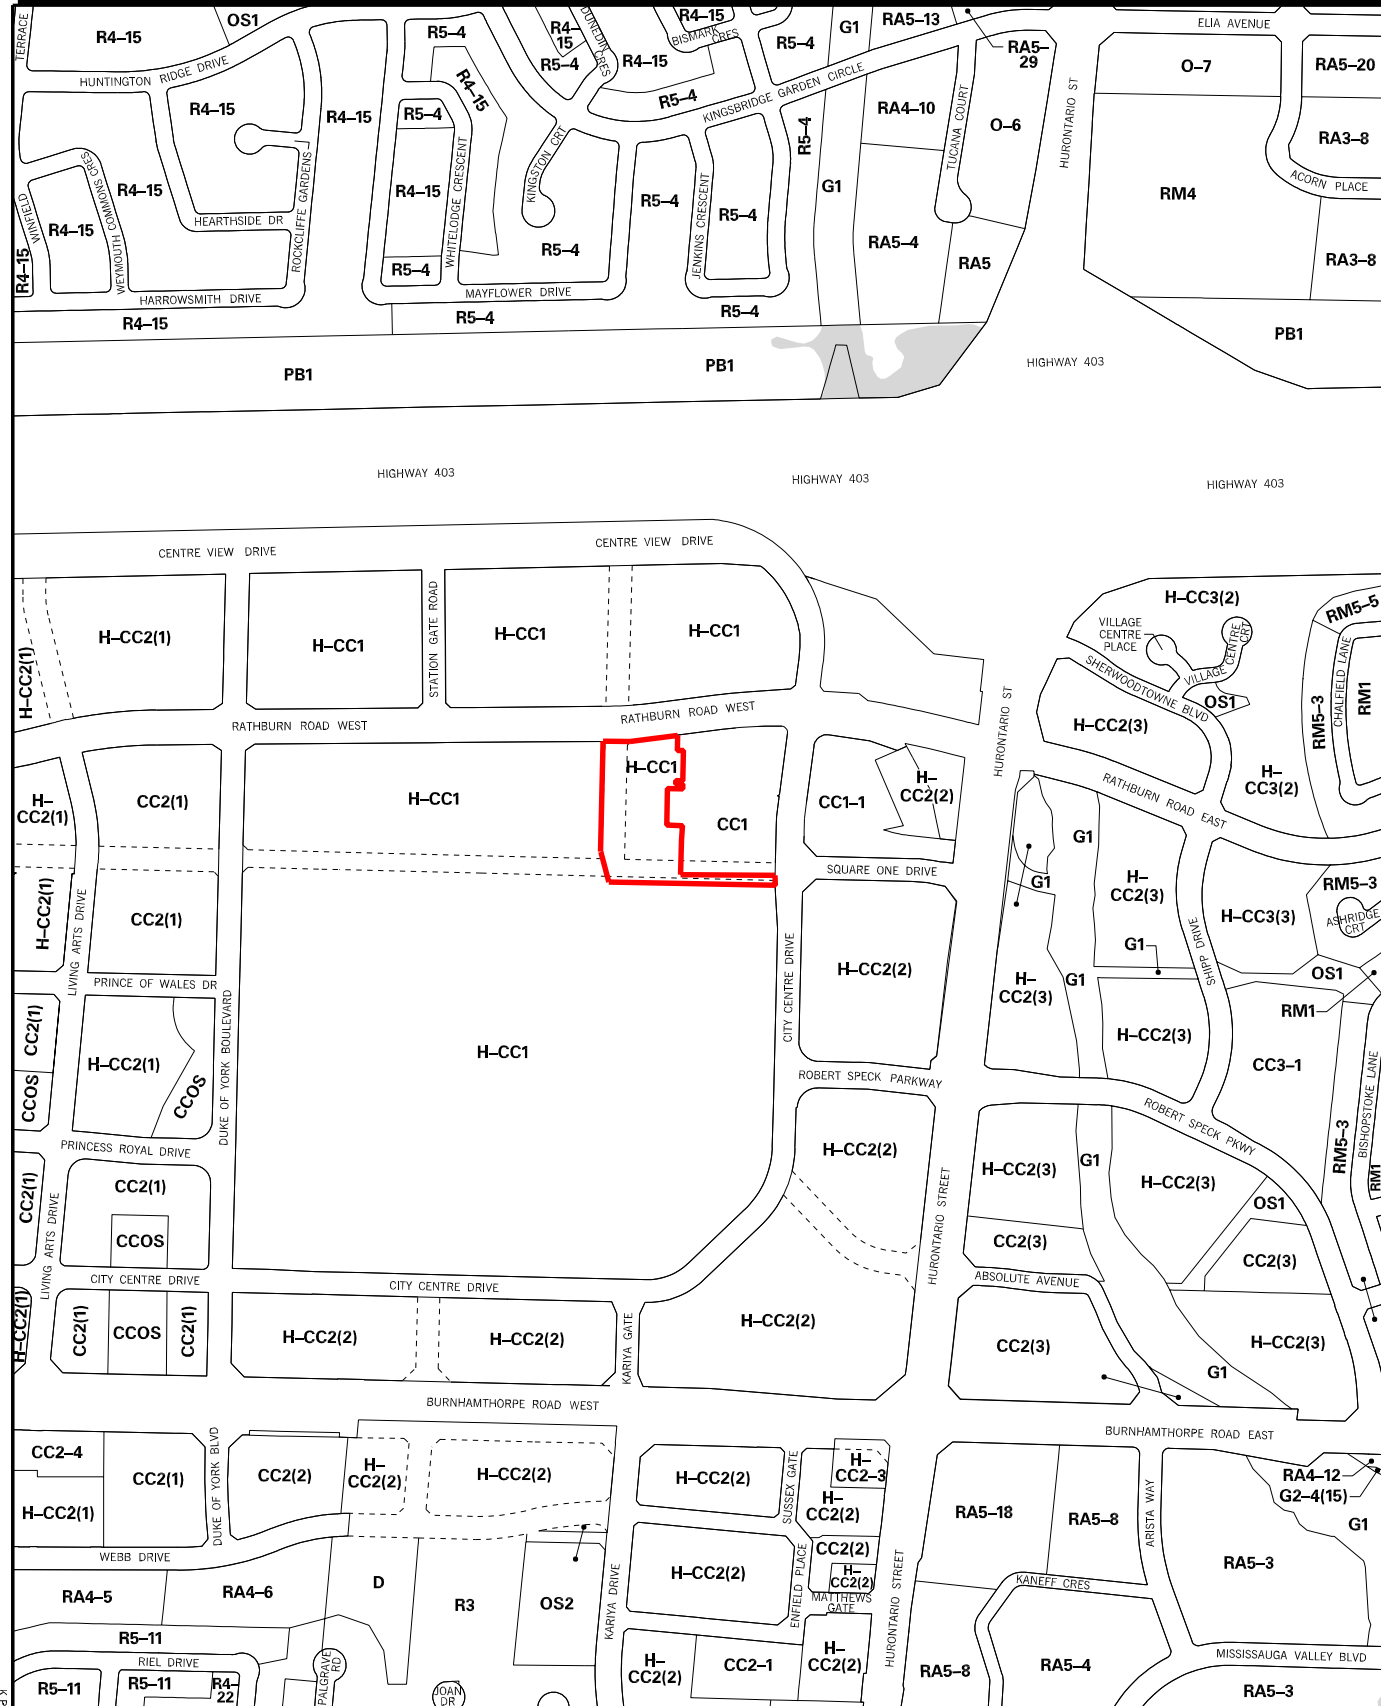 TERRACE
R4–15
OS1
HUNTINGTON RIDGE DRIVE
R4–15
R4–15
R5–4
R4–
15
DUNEDIN CRES
R5–4
R4–15
R4–15
BISMARK CRES
R5–4
G1
RA5–13
RA5–
29
ELIA AVENUE
O–7
RA5–20
R4–15
R5–4
R5–4
KINGSBRIDGE GARDEN CIRCLE
R5–4
RA4–10
TUCANA COURT
O–6
HURONTARIO ST
RA3–8
ACORN PLACE
WINFIELD
WEYMOUTH COMMONS CRES
R4–15
R4–15
R4–15
HEARTHSIDE DR
ROCKCLIFFE GARDENS
R4–15
WHITELODGE CRESCENT
KINGSTON CRT
R5–4
R5–4
JENKINS CRESCENT
R5–4
G1
RM4
RA5–4
RA5
RA3–8
R5–4
HARROWSMITH DRIVE
MAYFLOWER DRIVE
R4–15
R5–4
R5–4
PB1
PB1
PB1
HIGHWAY 403
HIGHWAY 403
HIGHWAY 403
HIGHWAY 403
CENTRE VIEW DRIVE
CENTRE VIEW DRIVE
H–CC2(1)
H–CC2(1)
H–CC1
STATION GATE ROAD
H–CC1
H–CC1
H–CC3(2)
VILLAGE
CENTRE
PLACE
VILLAGE CENTRE
CRT
SHERWOODTOWNE BLVD
OS1
RM5–5
CHALFIELD LANE
RM5–3
RM1
RATHBURN ROAD WEST
RATHBURN ROAD WEST
HURONTARIO ST
H–CC2(3)
H–
CC3(2)
RATHBURN ROAD EAST
H–
CC2(1)
CC2(1)
H–CC1
H–CC1
CC1
CC1–1
H–
CC2(2)
G1
G1
H–
CC2(3)
G1
SQUARE ONE DRIVE
H–CC2(1)
LIVING ARTS DRIVE
CC2(1)
PRINCE OF WALES DR
H–CC3(3)
RM5–3
ASHRIDGE
CRT
SHIPP DRIVE
OS1
RM1
H–CC2(2)
CITY CENTRE DRIVE
H–
CC2(3)
G1
H–CC2(3)
CC3–1
CC2(1)
H–CC2(1)
CCOS
CCOS
DUKE OF YORK BOULEVARD
H–CC1
ROBERT SPECK PARKWAY
ROBERT SPECK PKWY
BISHOPSTOKE LANE
RM5–3
RM1
PRINCESS ROYAL DRIVE
H–CC2(2)
H–CC2(3)
G1
H–CC2(3)
OS1
CC2(1)
LIVING ARTS DRIVE
CC2(1)
CCOS
CITY CENTRE DRIVE
CITY CENTRE DRIVE
HURONTARIO STREET
CC2(3)
ABSOLUTE AVENUE
CC2(3)
H–CC2(1)
CC2(1)
CCOS
CC2(1)
H–CC2(2)
H–CC2(2)
KARIYA GATE
H–CC2(2)
CC2(3)
H–CC2(3)
G1
BURNHAMTHORPE ROAD WEST
BURNHAMTHORPE ROAD EAST
CC2–4
CC2(1)
H–CC2(1)
DUKE OF YORK BLVD
CC2(2)
H–
CC2(2)
H–CC2(2)
H–CC2(2)
SUSSEX GATE
H–
CC2–3
H–
CC2(2)
CC2(2)
H–
CC2(2)
MATTHEWS
GATE
RA5–18
RA5–8
ARISTA WAY
RA4–12
G2–4(15)
G1
RA5–3
WEBB DRIVE
RA4–5
RA4–6
D
R3
OS2
KARIYA DRIVE
H–CC2(2)
ENFIELD PLACE
HURONTARIO STREET
KANEFF CRES
R5–11
RIEL DRIVE
R5–11
R5–11
R4–
22
PALGRAVE
RD
JOAN
DR
H–
CC2(2)
CC2–1
H–
CC2(2)
RA5–8
RA5–4
MISSISSAUGA VALLEY BLVD
RA5–3